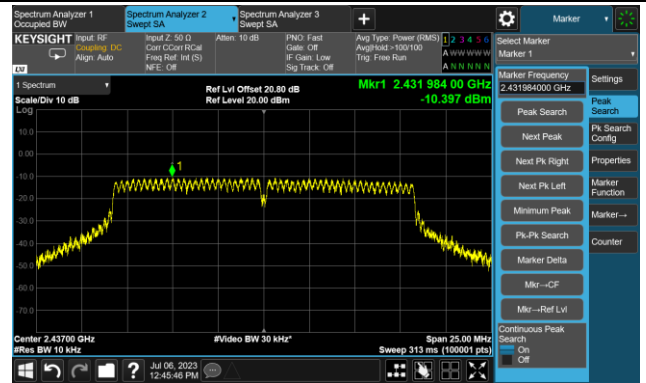 Spectrum Analyzer 1
Occupied BW
Spectrum Analyzer 2
Swept SA
Spectrum Analyzer 3
Swept SA
+
Marker
KEYSIGHT
LXI
Input: RF
Coupling: DC
Align: Auto
Input Z: 50 Ω
Corr CCorr RCal
Freq Ref: Int (S)
NFE: Off
Atten: 10 dB
PNO: Fast
Gate: Off
IF Gain: Low
Sig Track: Off
Avg Type: Power (RMS)
Avg|Hold:>100/100
Trig: Free Run
1 2 3 4 5 6
A W W W W W
A N N N N N
Select Marker
Marker 1
1 Spectrum
Scale/Div 10 dB
Log
Ref Lvl Offset 20.80 dB
Ref Level 20.00 dBm
Mkr1 2.431 984 00 GHz
-10.397 dBm
10.0
0.00
-10.0
-20.0
-30.0
-40.0
-50.0
-60.0
-70.0
1
Center 2.43700 GHz
#Res BW 10 kHz
#Video BW 30 kHz*
Span 25.00 MHz
Sweep 313 ms (100001 pts)
Marker Frequency
2.431984000 GHz
Peak Search
Next Peak
Next Pk Right
Next Pk Left
Minimum Peak
Pk-Pk Search
Marker Delta
Mkr→CF
Mkr→Ref Lvl
Continuous Peak
Search
On
Off
Settings
Peak
Search
Pk Search
Config
Properties
Marker
Function
Marker→
Counter
?
Jul 06, 2023
12:45:46 PM